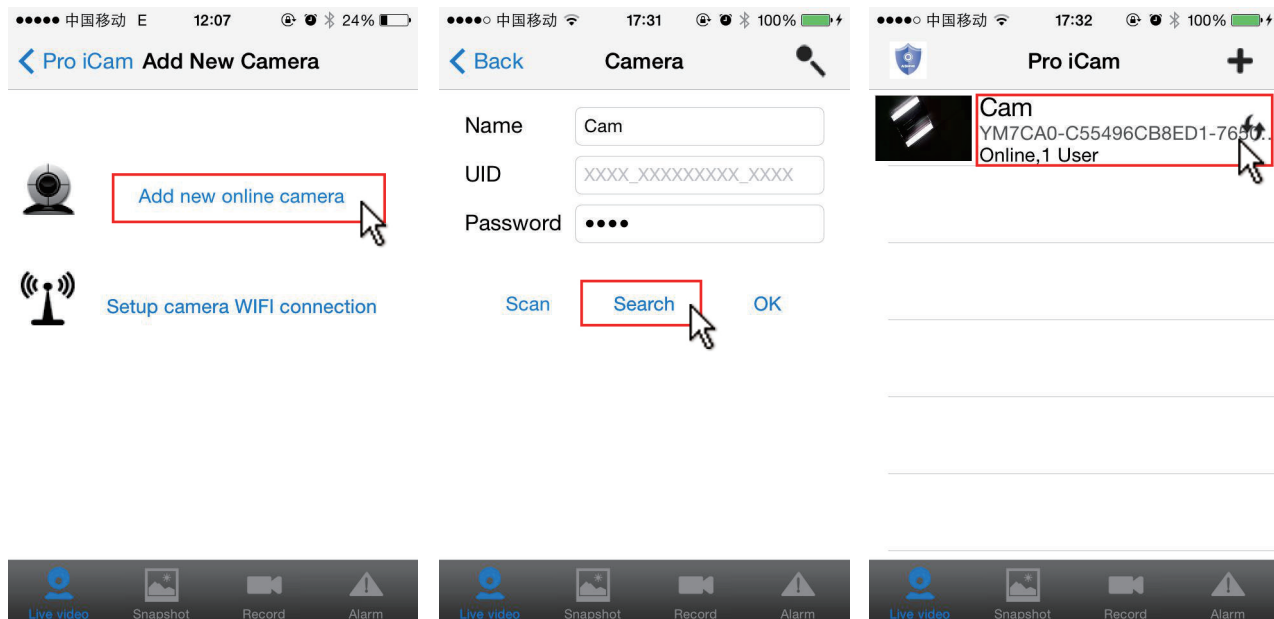 ●●●●● 中国移动 E 12:07 24%
Pro iCam Add New Camera
Add new online camera
Setup camera WIFI connection
Live video Snapshot Record Alarm
●●●●○ 中国移动 17:31 100%
Back Camera
Name Cam
UID XXXX_XXXXXXXXX_XXXX
Password ●●●●
Scan Search OK
Live video Snapshot Record Alarm
●●●●○ 中国移动 17:32 100%
Pro iCam
Cam
YM7CA0-C55496CB8ED1-7650..
Online,1 User
Live video Snapshot Record Alarm